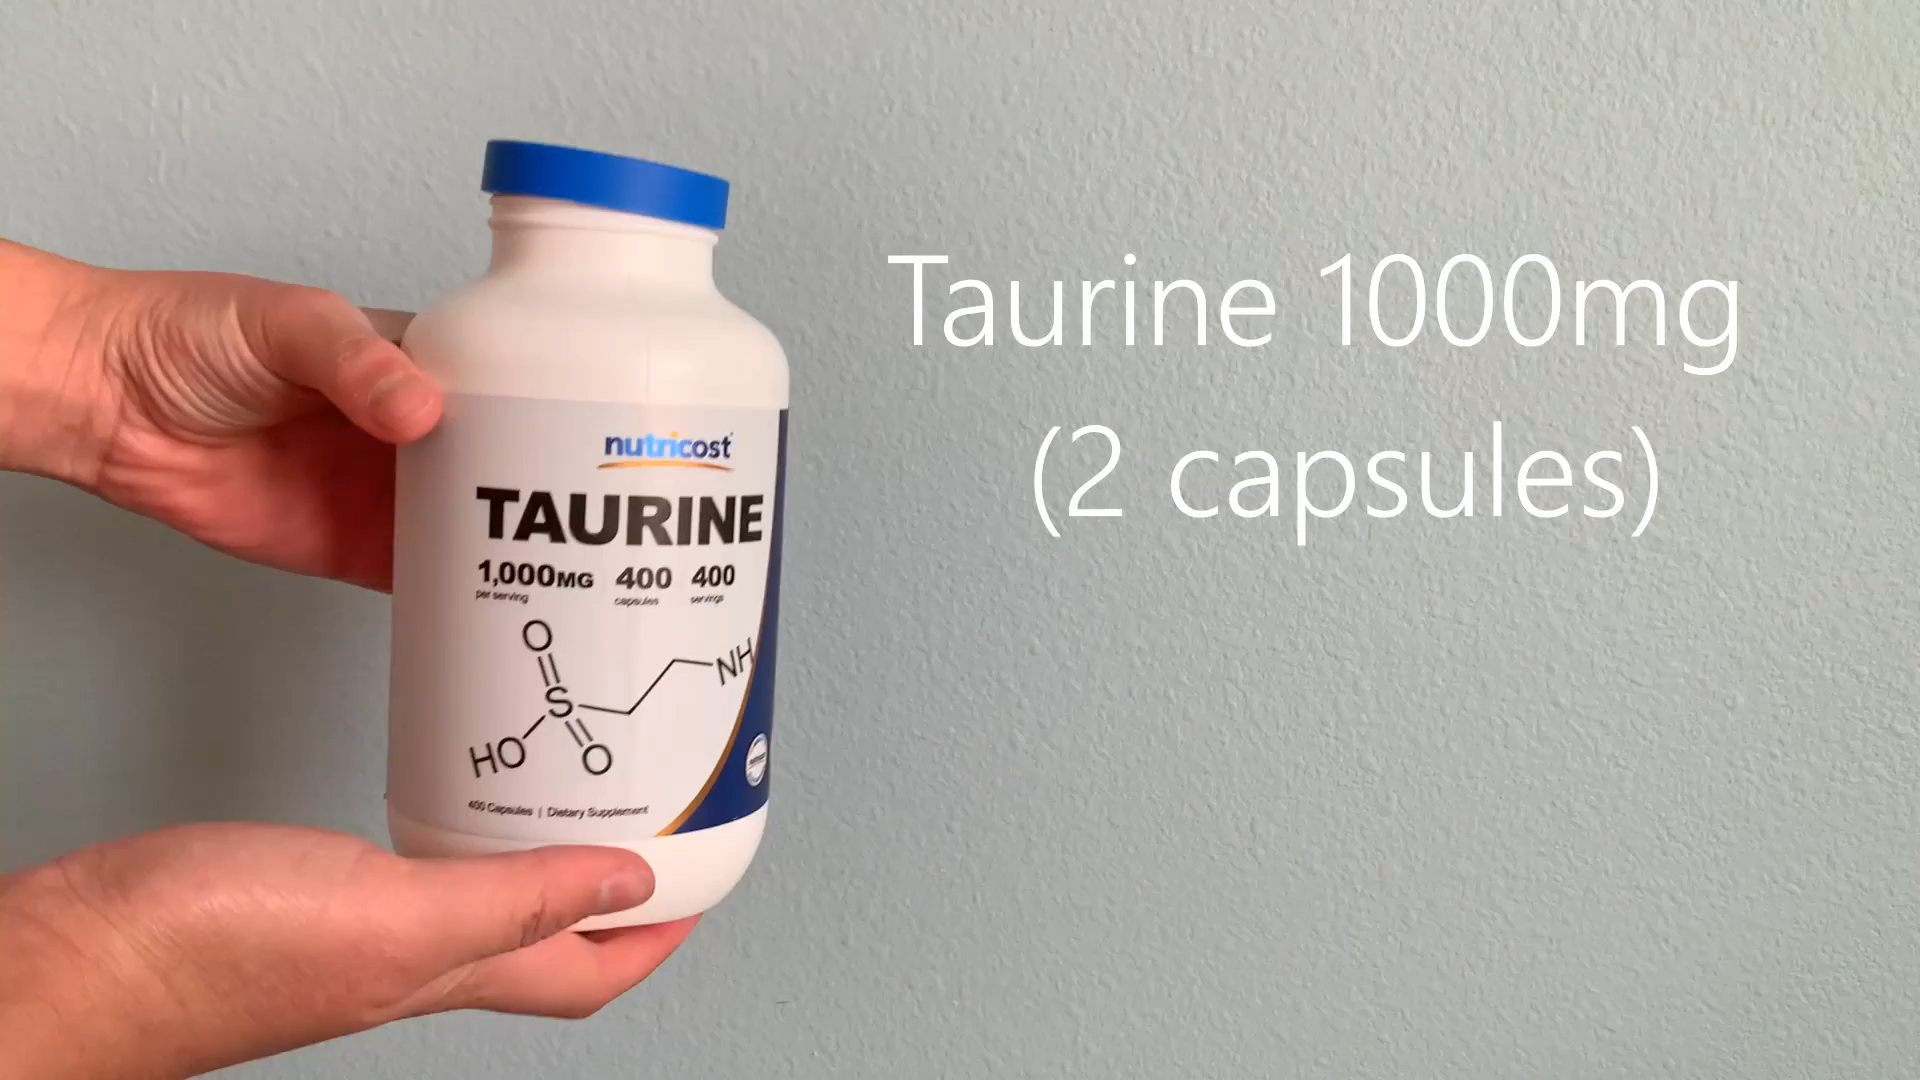 Taurine 1000mg
(2 capsules)
nutricost
TAURINE
1,000MG 400 400
per serving capsules servings
O
NH
S
HO O
400 Capsules | Dietary Supplement